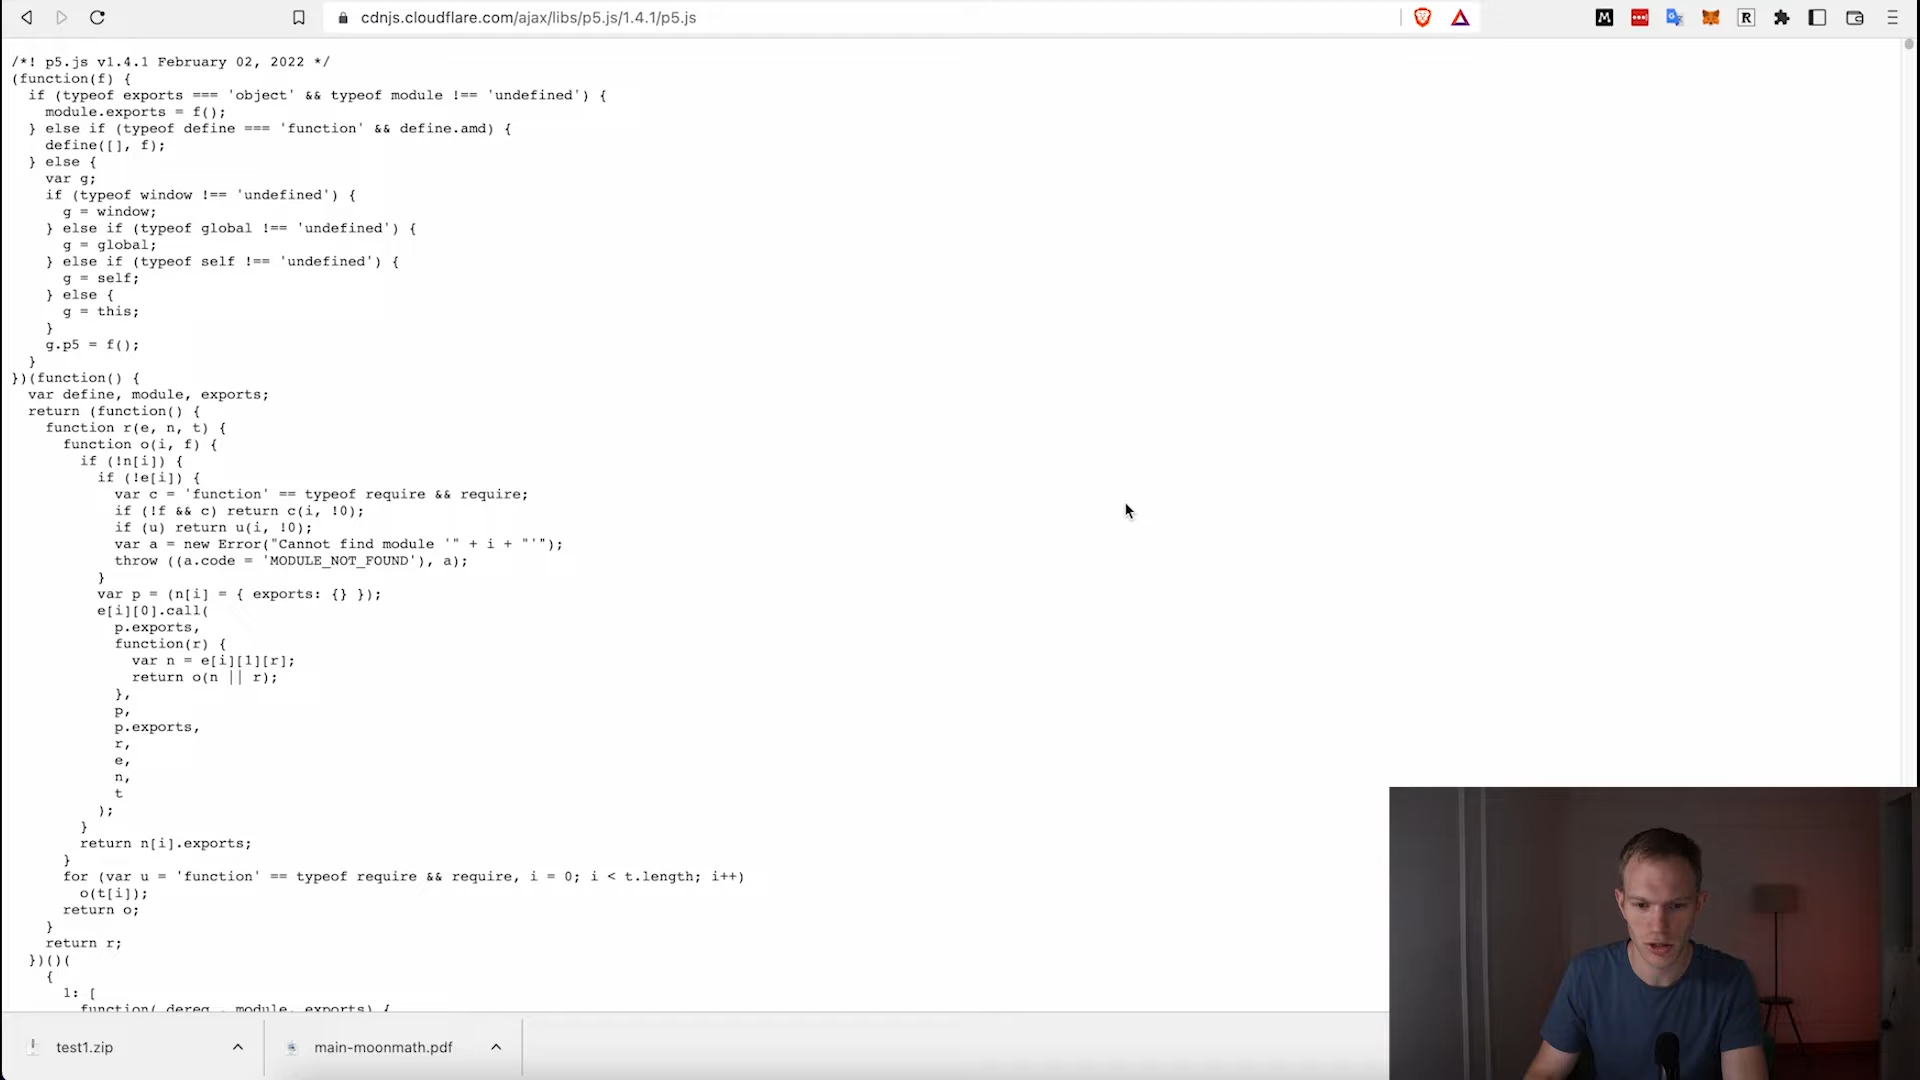 cdnjs.cloudflare.com/ajax/libs/p5.js/1.4.1/p5.js
M
R
/*! p5.js v1.4.1 February 02, 2022 */
(function(f) {
  if (typeof exports === 'object' && typeof module !== 'undefined') {
    module.exports = f();
  } else if (typeof define === 'function' && define.amd) {
    define([], f);
  } else {
    var g;
    if (typeof window !== 'undefined') {
      g = window;
    } else if (typeof global !== 'undefined') {
      g = global;
    } else if (typeof self !== 'undefined') {
      g = self;
    } else {
      g = this;
    }
    g.p5 = f();
  }
})(function() {
  var define, module, exports;
  return (function() {
    function r(e, n, t) {
      function o(i, f) {
        if (!n[i]) {
          if (!e[i]) {
            var c = 'function' == typeof require && require;
            if (!f && c) return c(i, !0);
            if (u) return u(i, !0);
            var a = new Error("Cannot find module '" + i + "'");
            throw ((a.code = 'MODULE_NOT_FOUND'), a);
          }
          var p = (n[i] = { exports: {} });
          e[i][0].call(
            p.exports,
            function(r) {
              var n = e[i][1][r];
              return o(n || r);
            },
            p,
            p.exports,
            r,
            e,
            n,
            t
          );
        }
        return n[i].exports;
      }
      for (var u = 'function' == typeof require && require, i = 0; i < t.length; i++)
        o(t[i]);
      return o;
    }
    return r;
  })()(
    {
      1: [
        function(_dereq_, module, exports) {
test1.zip
main-moonmath.pdf